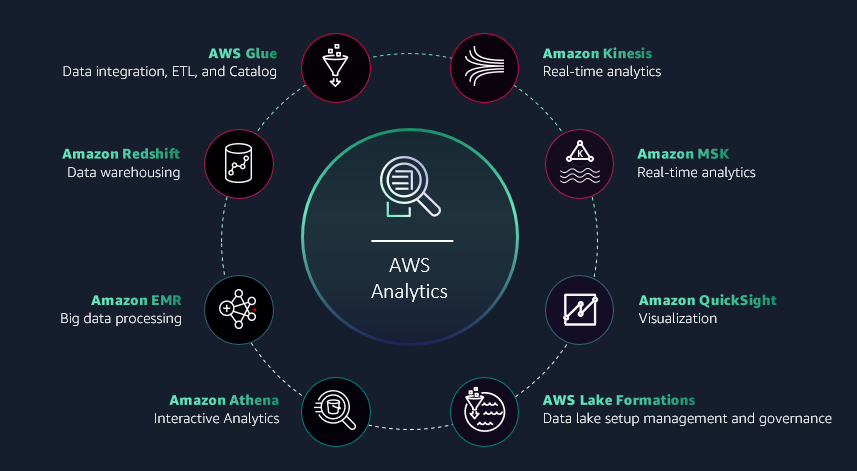 AWS Glue
Data integration, ETL, and Catalog
Amazon Kinesis
Real-time analytics
Amazon Redshift
Data warehousing
K
Amazon MSK
Real-time analytics
AWS
Analytics
Amazon EMR
Big data processing
Amazon QuickSight
Visualization
Amazon Athena
Interactive Analytics
AWS Lake Formations
Data lake setup management and governance